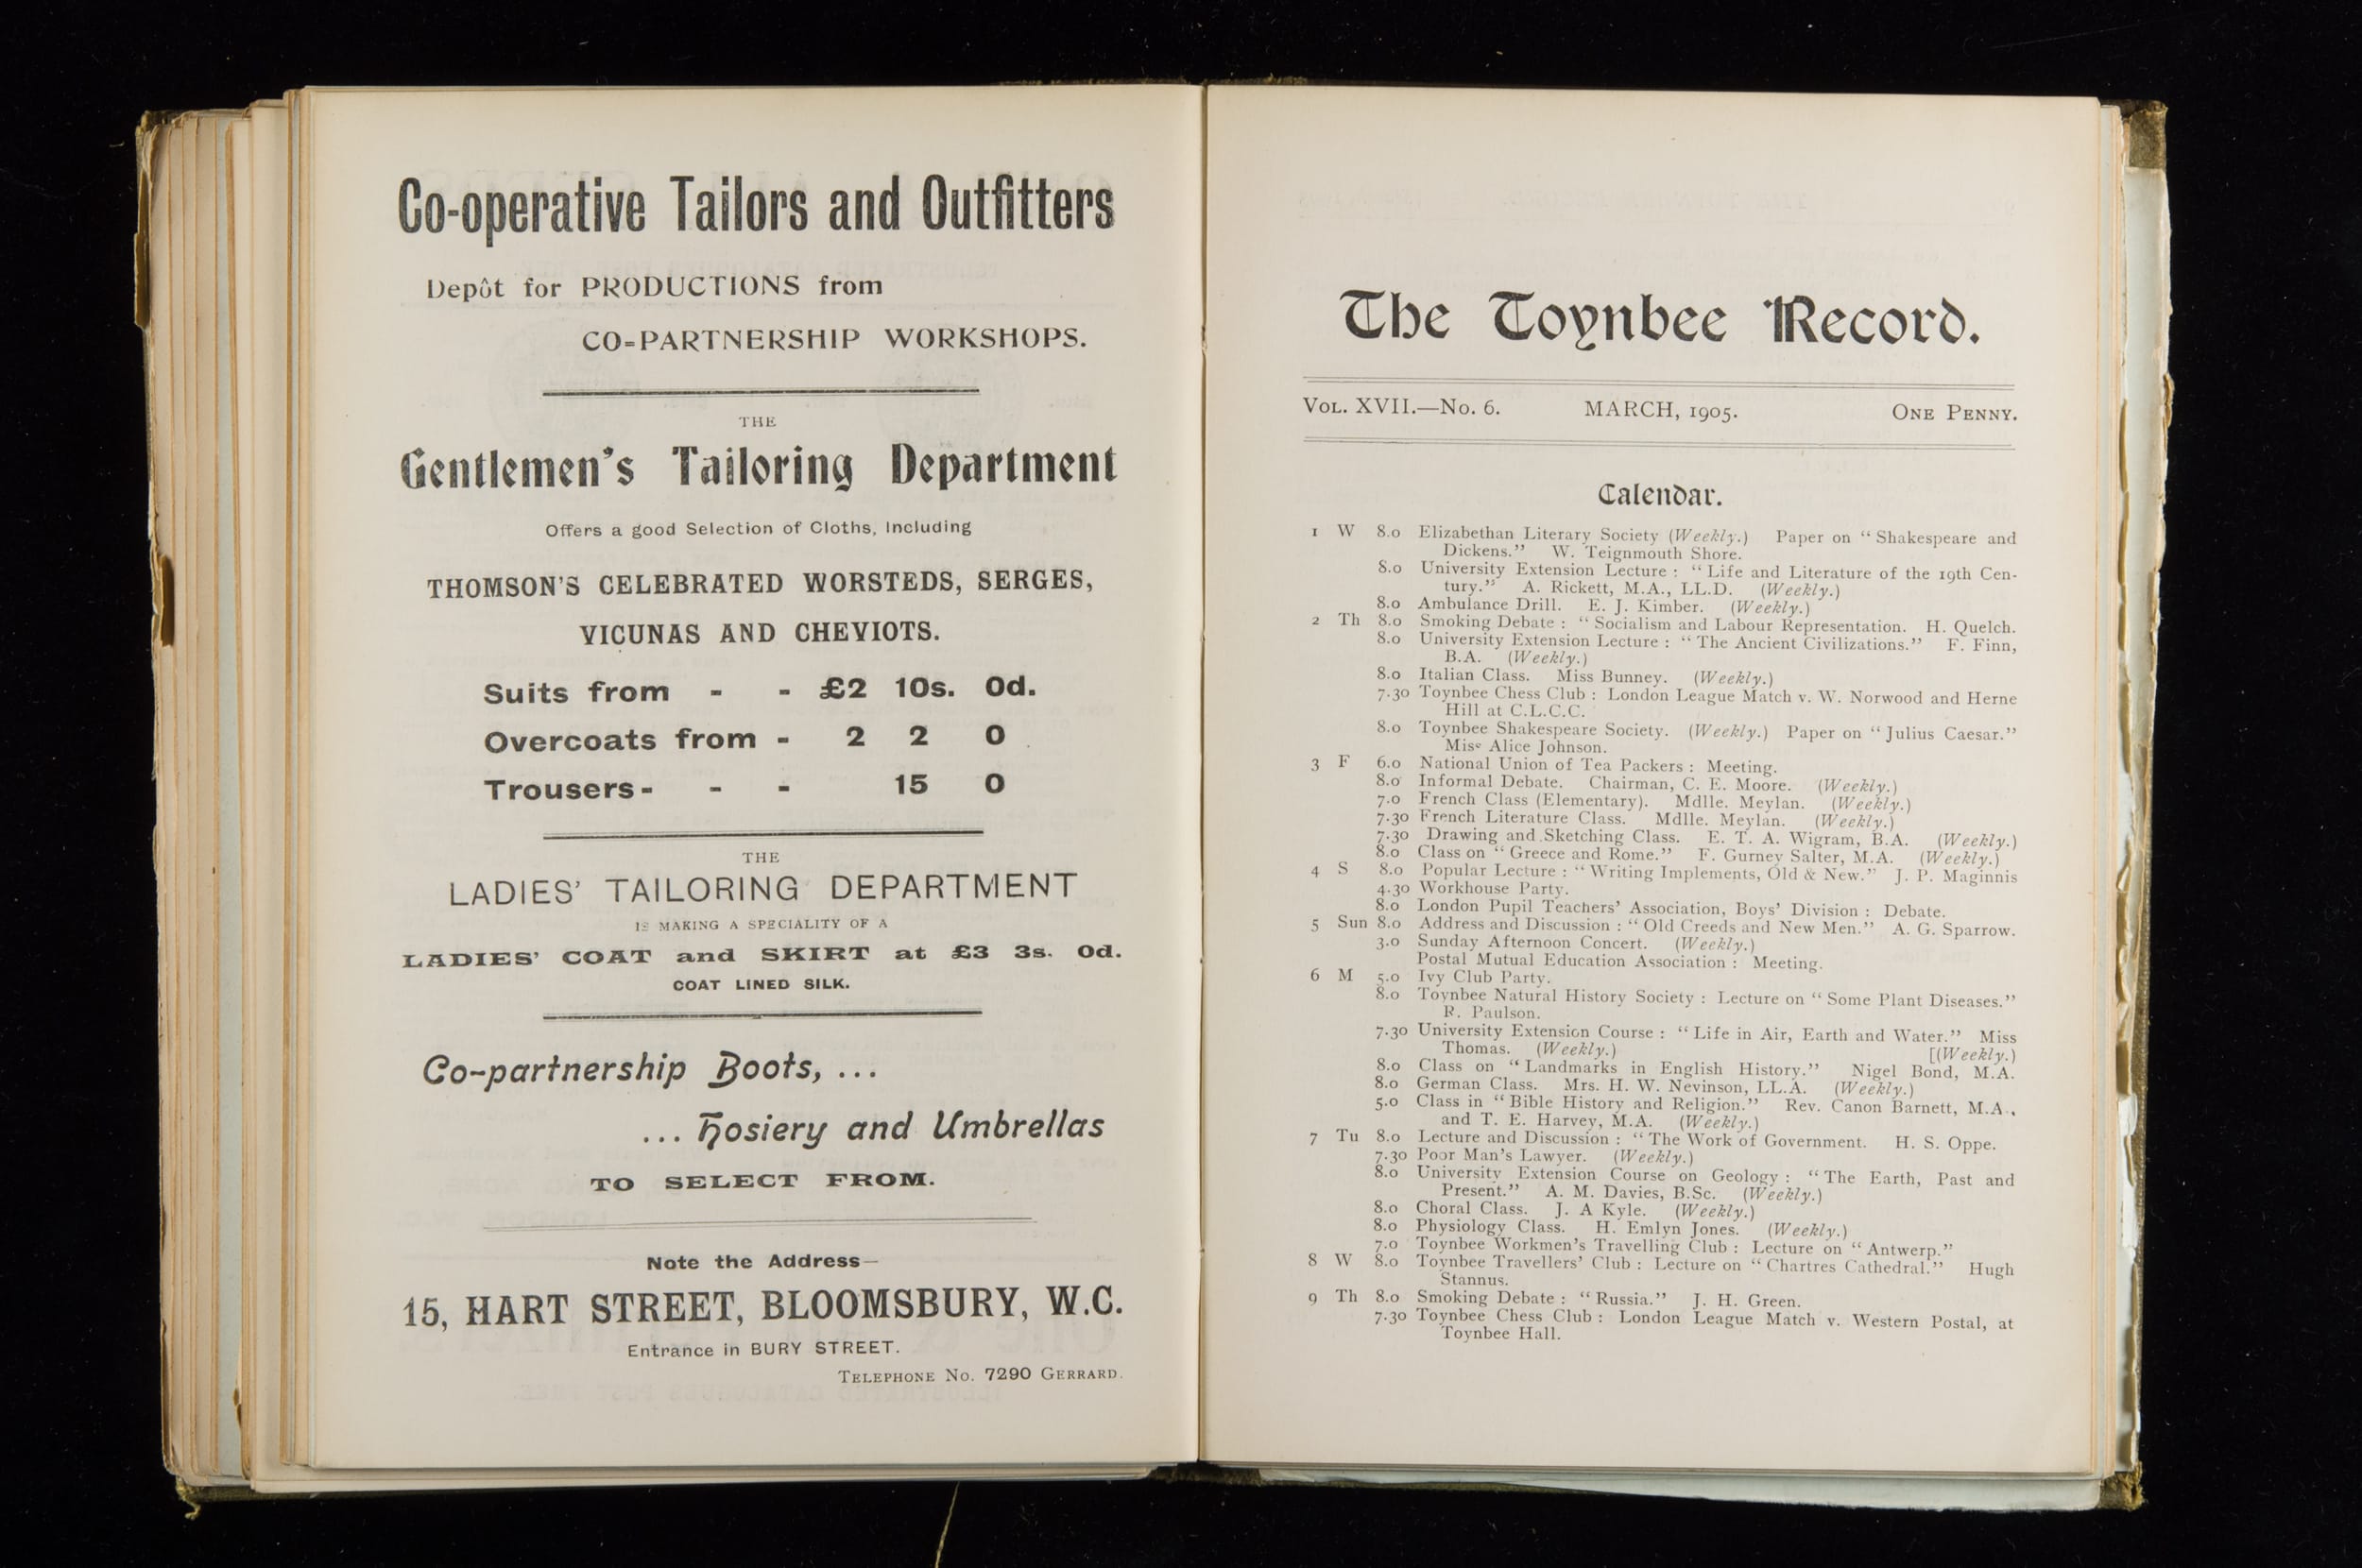 Co-operative Tailors and Outfitters
Depôt for PRODUCTIONS from
CO-PARTNERSHIP WORKSHOPS.
THE
Gentlemen's Tailoring Department
Offers a good Selection of Cloths, Including
THOMSON'S CELEBRATED WORSTEDS, SERGES,
VICUNAS AND CHEVIOTS.
Suits from - - £2 10s. 0d.
Overcoats from - 2 2 0
Trousers - - - 15 0
THE
LADIES' TAILORING DEPARTMENT
IS MAKING A SPECIALITY OF A
LADIES' COAT and SKIRT at £3 3s. 0d.
COAT LINED SILK.
Co-partnership Boots, ...
... Hosiery and Umbrellas
TO SELECT FROM.
Note the Address—
15, HART STREET, BLOOMSBURY, W.C.
Entrance in BURY STREET.
TELEPHONE NO. 7290 GERRARD.
The Toynbee Record.
VOL. XVII.—No. 6. MARCH, 1905. ONE PENNY.
Calendar.
1 W 8.0 Elizabethan Literary Society (Weekly.) Paper on "Shakespeare and
Dickens." W. Teignmouth Shore.
8.0 University Extension Lecture : "Life and Literature of the 19th Cen-
tury." A. Rickett, M.A., LL.D. (Weekly.)
8.0 Ambulance Drill. E. J. Kimber. (Weekly.)
2 Th 8.0 Smoking Debate : "Socialism and Labour Representation. H. Quelch.
8.0 University Extension Lecture : "The Ancient Civilizations." F. Finn,
B.A. (Weekly.)
8.0 Italian Class. Miss Bunney. (Weekly.)
7.30 Toynbee Chess Club : London League Match v. W. Norwood and Herne
Hill at C.L.C.C.
8.0 Toynbee Shakespeare Society. (Weekly.) Paper on "Julius Caesar."
Miss Alice Johnson.
3 F 6.0 National Union of Tea Packers : Meeting.
8.0 Informal Debate. Chairman, C. E. Moore. (Weekly.)
7.0 French Class (Elementary). Mdlle. Meylan. (Weekly.)
7.30 French Literature Class. Mdlle. Meylan. (Weekly.)
7.30 Drawing and Sketching Class. E. T. A. Wigram, B.A. (Weekly.)
8.0 Class on "Greece and Rome." F. Gurney Salter, M.A. (Weekly.)
4 S 8.0 Popular Lecture : "Writing Implements, Old & New." J. P. Maginnis
4.30 Workhouse Party.
8.0 London Pupil Teachers' Association, Boys' Division : Debate.
5 Sun 8.0 Address and Discussion : "Old Creeds and New Men." A. G. Sparrow.
3.0 Sunday Afternoon Concert. (Weekly.)
Postal Mutual Education Association : Meeting.
6 M 5.0 Ivy Club Party.
8.0 Toynbee Natural History Society : Lecture on "Some Plant Diseases."
R. Paulson.
7.30 University Extension Course : "Life in Air, Earth and Water." Miss
Thomas. (Weekly.) [(Weekly.)
8.0 Class on "Landmarks in English History." Nigel Bond, M.A.
8.0 German Class. Mrs. H. W. Nevinson, LL.A. (Weekly.)
5.0 Class in "Bible History and Religion." Rev. Canon Barnett, M.A.,
and T. E. Harvey, M.A. (Weekly.)
7 Tu 8.0 Lecture and Discussion : "The Work of Government. H. S. Oppe.
7.30 Poor Man's Lawyer. (Weekly.)
8.0 University Extension Course on Geology : "The Earth, Past and
Present." A. M. Davies, B.Sc. (Weekly.)
8.0 Choral Class. J. A Kyle. (Weekly.)
8.0 Physiology Class. H. Emlyn Jones. (Weekly.)
7.0 Toynbee Workmen's Travelling Club : Lecture on "Antwerp."
8 W 8.0 Toynbee Travellers' Club : Lecture on "Chartres Cathedral." Hugh
Stannus.
9 Th 8.0 Smoking Debate : "Russia." J. H. Green.
7.30 Toynbee Chess Club : London League Match v. Western Postal, at
Toynbee Hall.